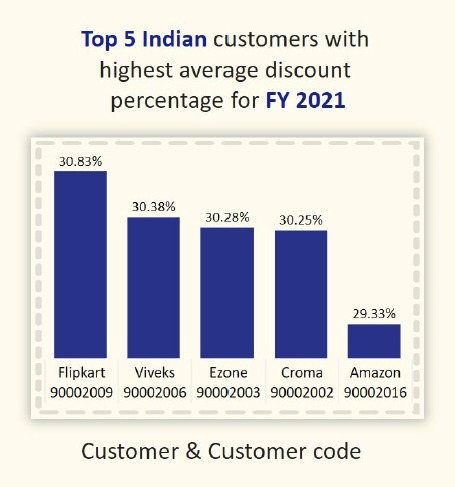 Top 5 Indian customers with
highest average discount
percentage for FY 2021
30.83%
30.38%
30.28%
30.25%
29.33%
Flipkart Viveks Ezone Croma Amazon
90002009 90002006 90002003 90002002 90002016
Customer & Customer code